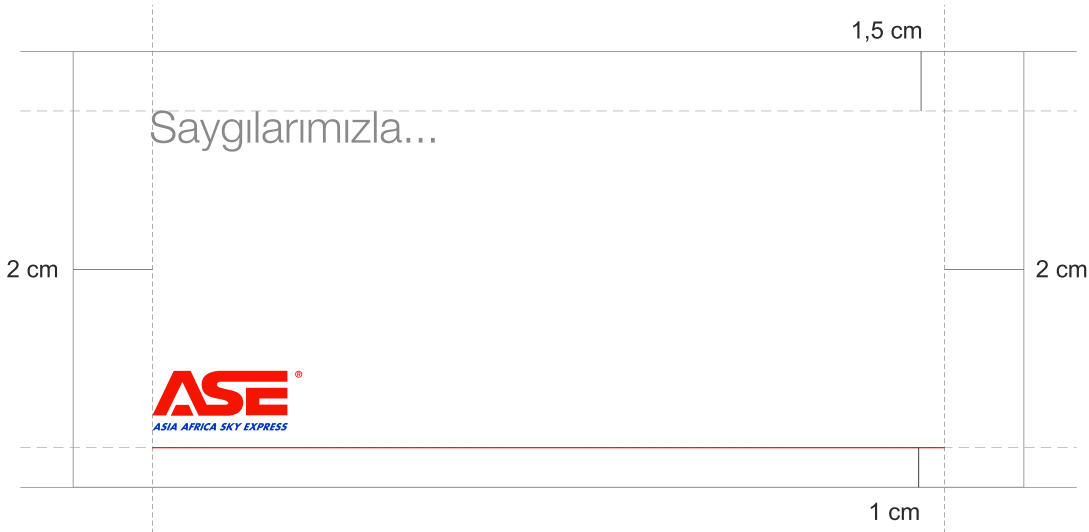 1,5 cm
Saygılarımızla...
2 cm
2 cm
ASE ®
ASIA AFRICA SKY EXPRESS
1 cm